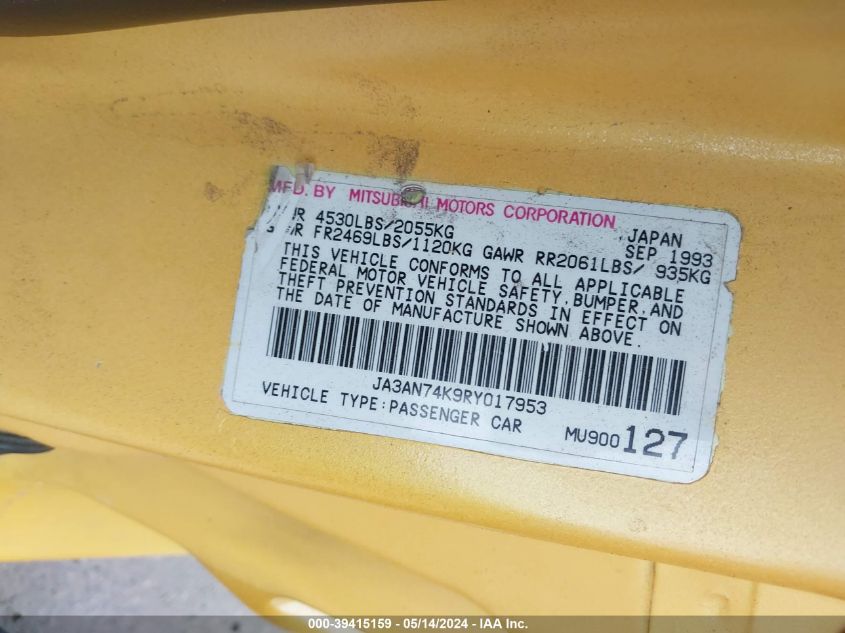 MFD. BY MITSUBISHI MOTORS CORPORATION
JAPAN
4530LBS/2055KG SEP 1993
FR2469LBS/1120KG GAWR RR2061LBS/ 935KG
THIS VEHICLE CONFORMS TO ALL APPLICABLE
FEDERAL MOTOR VEHICLE SAFETY, BUMPER, AND
THEFT PREVENTION STANDARDS IN EFFECT ON
THE DATE OF MANUFACTURE SHOWN ABOVE.
JA3AN74K9RY017953
VEHICLE TYPE:PASSENGER CAR MU900127
000-39415159 - 05/14/2024 - IAA Inc.